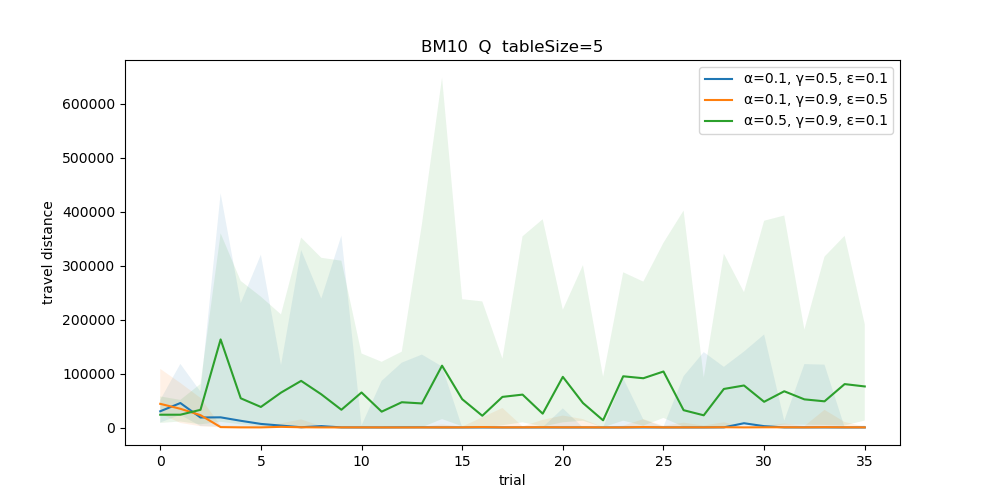 BM10 Q tableSize=5
α=0.1, γ=0.5, ε=0.1
α=0.1, γ=0.9, ε=0.5
α=0.5, γ=0.9, ε=0.1
travel distance
600000
500000
400000
300000
200000
100000
0
0 5 10 15 20 25 30 35
trial